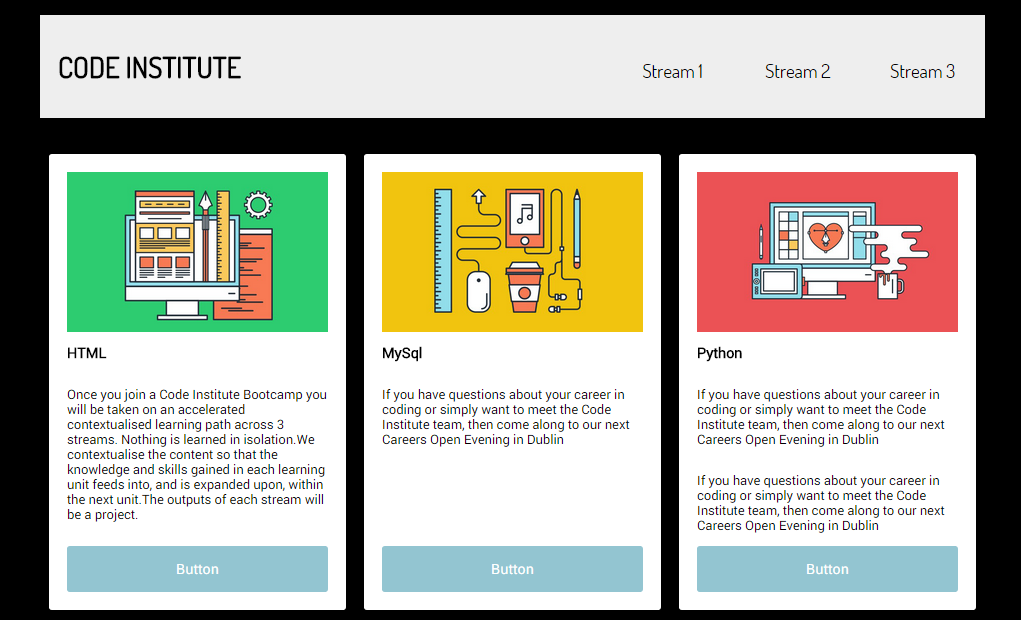 CODE INSTITUTE
Stream 1
Stream 2
Stream 3
HTML
Once you join a Code Institute Bootcamp you
will be taken on an accelerated
contextualised learning path across 3
streams. Nothing is learned in isolation.We
contextualise the content so that the
knowledge and skills gained in each learning
unit feeds into, and is expanded upon, within
the next unit.The outputs of each stream will
be a project.
Button
MySql
If you have questions about your career in
coding or simply want to meet the Code
Institute team, then come along to our next
Careers Open Evening in Dublin
Button
Python
If you have questions about your career in
coding or simply want to meet the Code
Institute team, then come along to our next
Careers Open Evening in Dublin
If you have questions about your career in
coding or simply want to meet the Code
Institute team, then come along to our next
Careers Open Evening in Dublin
Button